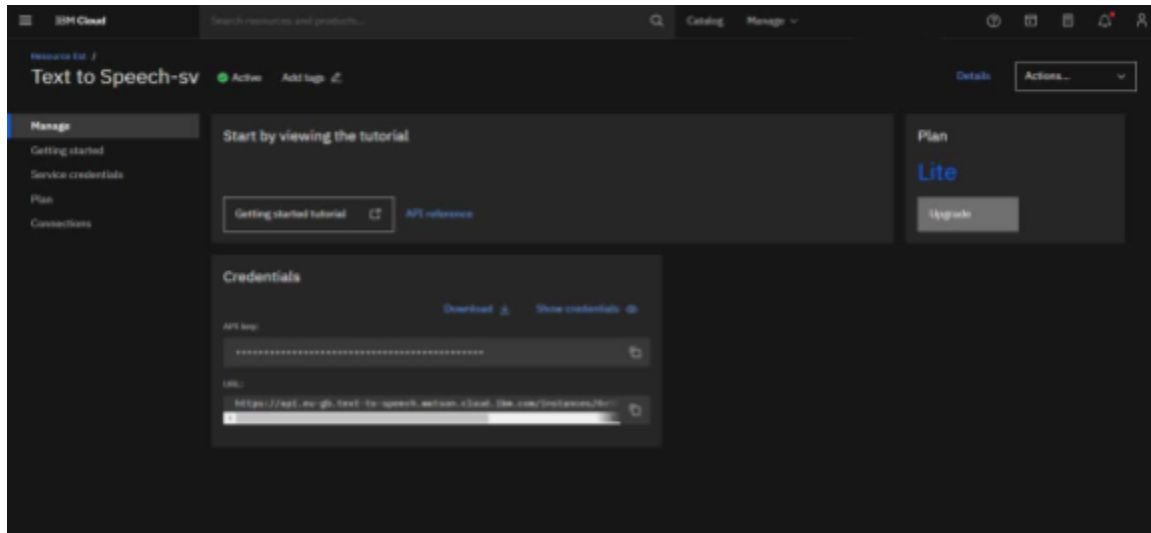 IBM Cloud
Search resources and products...
Catalog
Manage
Resource list /
Text to Speech-sv
Active
Add tags
Details
Actions...
Manage
Getting started
Service credentials
Plan
Connections
Start by viewing the tutorial
Getting started tutorial
API reference
Plan
Lite
Upgrade
Credentials
Download
Show credentials
API key:
URL:
https://api.eu-gb.text-to-speech.watson.cloud.ibm.com/instances/